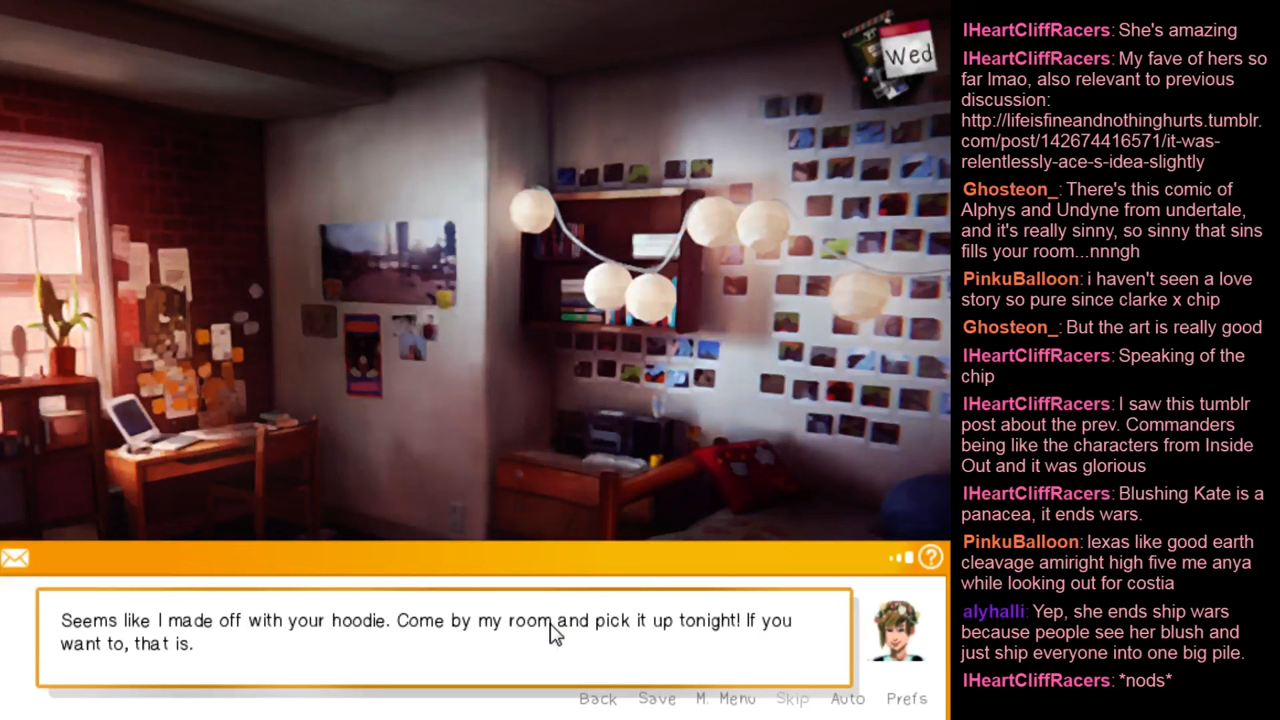 Wed
Seems like I made off with your hoodie. Come by my room and pick it up tonight! If you
want to, that is.
Back Save M. Menu Skip Auto Prefs
IHeartCliffRacers: She's amazing
IHeartCliffRacers: My fave of hers so
far lmao, also relevant to previous
discussion:
http://lifeisfineandnothinghurts.tumblr.
com/post/142674416571/it-was-
relentlessly-ace-s-idea-slightly
Ghosteon_: There's this comic of
Alphys and Undyne from undertale,
and it's really sinny, so sinny that sins
fills your room...nnngh
PinkuBalloon: i haven't seen a love
story so pure since clarke x chip
Ghosteon_: But the art is really good
IHeartCliffRacers: Speaking of the
chip
IHeartCliffRacers: I saw this tumblr
post about the prev. Commanders
being like the characters from Inside
Out and it was glorious
IHeartCliffRacers: Blushing Kate is a
panacea, it ends wars.
PinkuBalloon: lexas like good earth
cleavage amiright high five me anya
while looking out for costia
alyhalli: Yep, she ends ship wars
because people see her blush and
just ship everyone into one big pile.
IHeartCliffRacers: *nods*